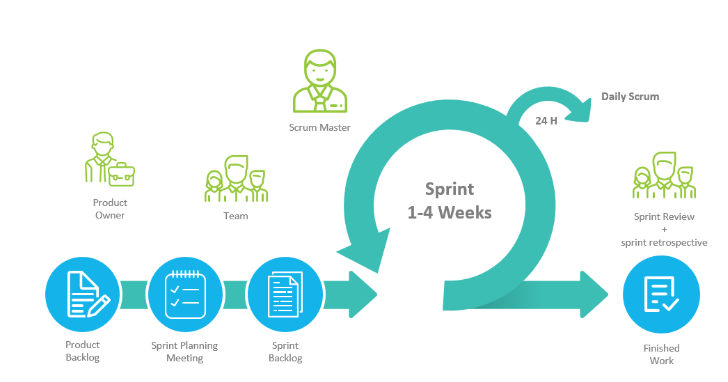 Scrum Master
Daily Scrum
24 H
Product
Owner
Team
Sprint
1-4 Weeks
Sprint Review
+
sprint retrospective
Product
Backlog
Sprint Planning
Meeting
Sprint
Backlog
Finished
Work